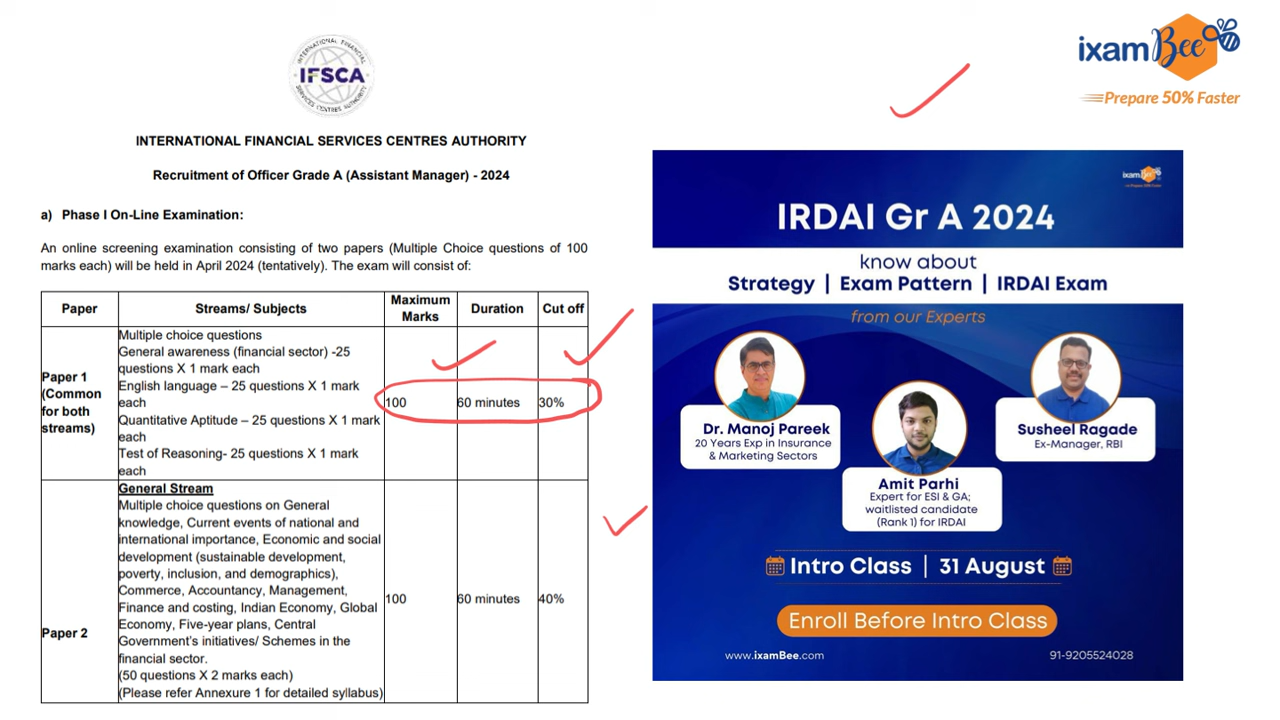 INTERNATIONAL FINANCIAL
IFSCA
SERVICES CENTRES AUTHORITY
INTERNATIONAL FINANCIAL SERVICES CENTRES AUTHORITY
Recruitment of Officer Grade A (Assistant Manager) - 2024
a) Phase I On-Line Examination:
An online screening examination consisting of two papers (Multiple Choice questions of 100
marks each) will be held in April 2024 (tentatively). The exam will consist of:
Paper
Streams/ Subjects
Maximum
Marks
Duration
Cut off
Paper 1
(Common
for both
streams)
Multiple choice questions
General awareness (financial sector) -25
questions X 1 mark each
English language – 25 questions X 1 mark
each
Quantitative Aptitude – 25 questions X 1 mark
each
Test of Reasoning- 25 questions X 1 mark
each
100
60 minutes
30%
Paper 2
General Stream
Multiple choice questions on General
knowledge, Current events of national and
international importance, Economic and social
development (sustainable development,
poverty, inclusion, and demographics),
Commerce, Accountancy, Management,
Finance and costing, Indian Economy, Global
Economy, Five-year plans, Central
Government's initiatives/ Schemes in the
financial sector.
(50 questions X 2 marks each)
(Please refer Annexure 1 for detailed syllabus)
100
60 minutes
40%
ixamBee
Prepare 50% Faster
ixamBee
Prepare 50% Faster
IRDAI Gr A 2024
know about
Strategy | Exam Pattern | IRDAI Exam
from our Experts
Dr. Manoj Pareek
20 Years Exp in Insurance
& Marketing Sectors
Amit Parhi
Expert for ESI & GA;
waitlisted candidate
(Rank 1) for IRDAI
Susheel Ragade
Ex-Manager, RBI
Intro Class | 31 August
Enroll Before Intro Class
www.ixamBee.com
91-9205524028